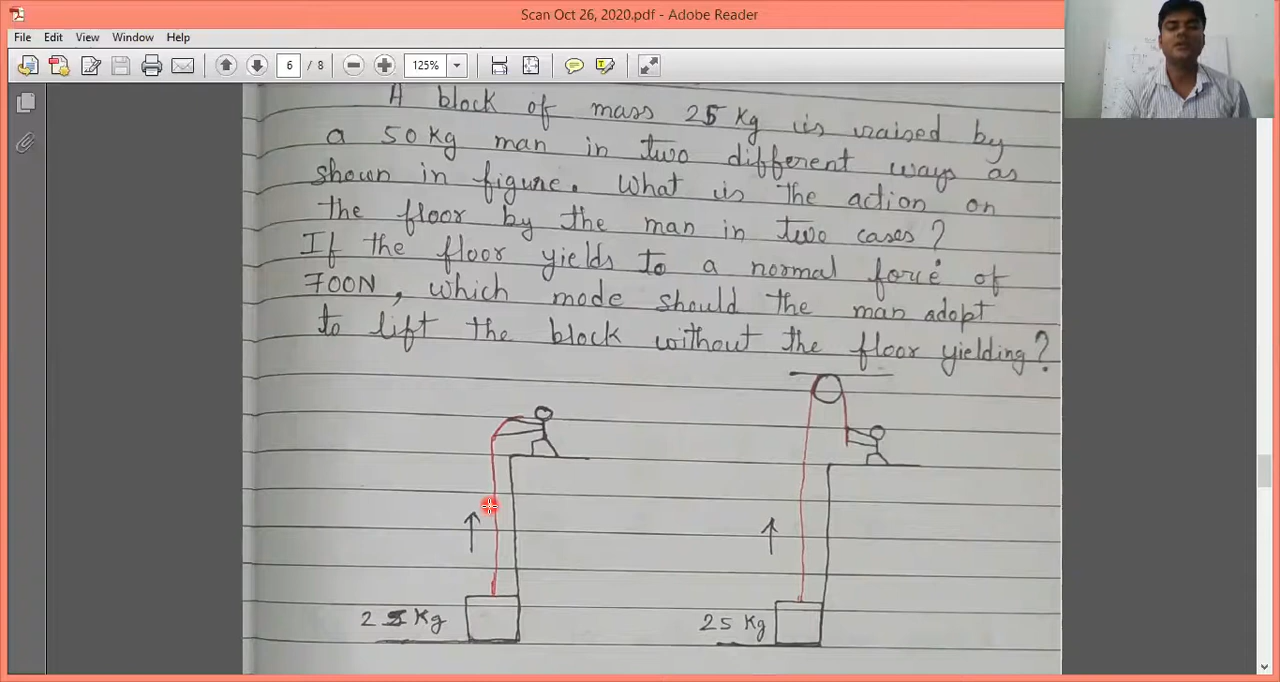 Scan Oct 26, 2020.pdf - Adobe Reader
File Edit View Window Help
6 / 8 125%
A block of mass 25 Kg is raised by
a 50 Kg man in two different ways as
shown in figure. What is the action on
the floor by the man in two cases?
If the floor yields to a normal force of
700N, which mode should the man adopt
to lift the block without the floor yielding?
25 Kg
25 Kg